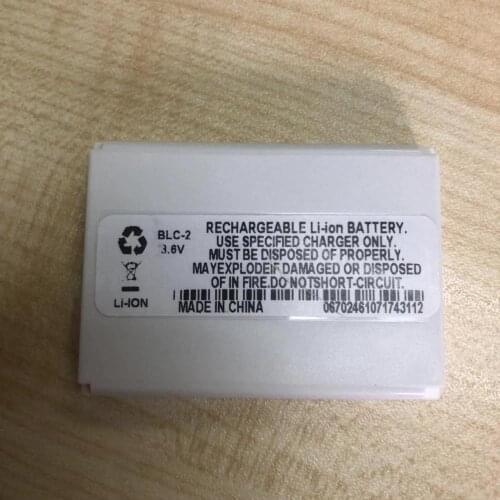 BLC-2
3.6V
Li-ION
RECHARGEABLE Li-ion BATTERY.
USE SPECIFIED CHARGER ONLY.
MUST BE DISPOSED OF PROPERLY.
MAYEXPLODEIF DAMAGED OR DISPOSED
OF IN FIRE.DO NOTSHORT-CIRCUIT.
MADE IN CHINA
06702461071743112